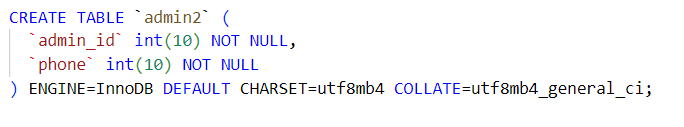 CREATE TABLE `admin2` (
  `admin_id` int(10) NOT NULL,
  `phone` int(10) NOT NULL
) ENGINE=InnoDB DEFAULT CHARSET=utf8mb4 COLLATE=utf8mb4_general_ci;